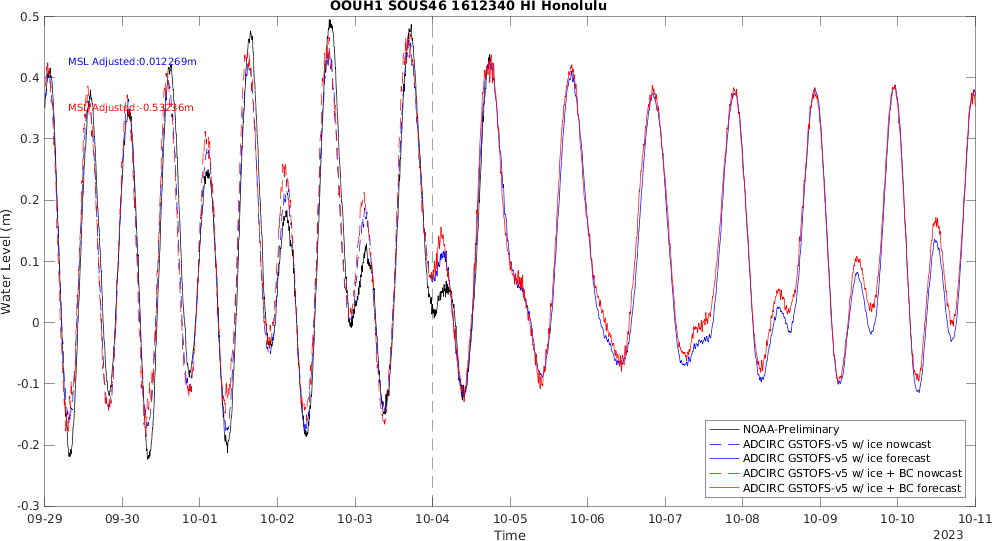 OOUH1 SOUS46 1612340 HI Honolulu
MSL Adjusted:0.012269m
MSL Adjusted:-0.53236m
Water Level (m)
0.5
0.4
0.3
0.2
0.1
0
-0.1
-0.2
-0.3
09-29 09-30 10-01 10-02 10-03 10-04 10-05 10-06 10-07 10-08 10-09 10-10 10-11
Time
2023
NOAA-Preliminary
ADCIRC GSTOFS-v5 w/ ice nowcast
ADCIRC GSTOFS-v5 w/ ice forecast
ADCIRC GSTOFS-v5 w/ ice + BC nowcast
ADCIRC GSTOFS-v5 w/ ice + BC forecast